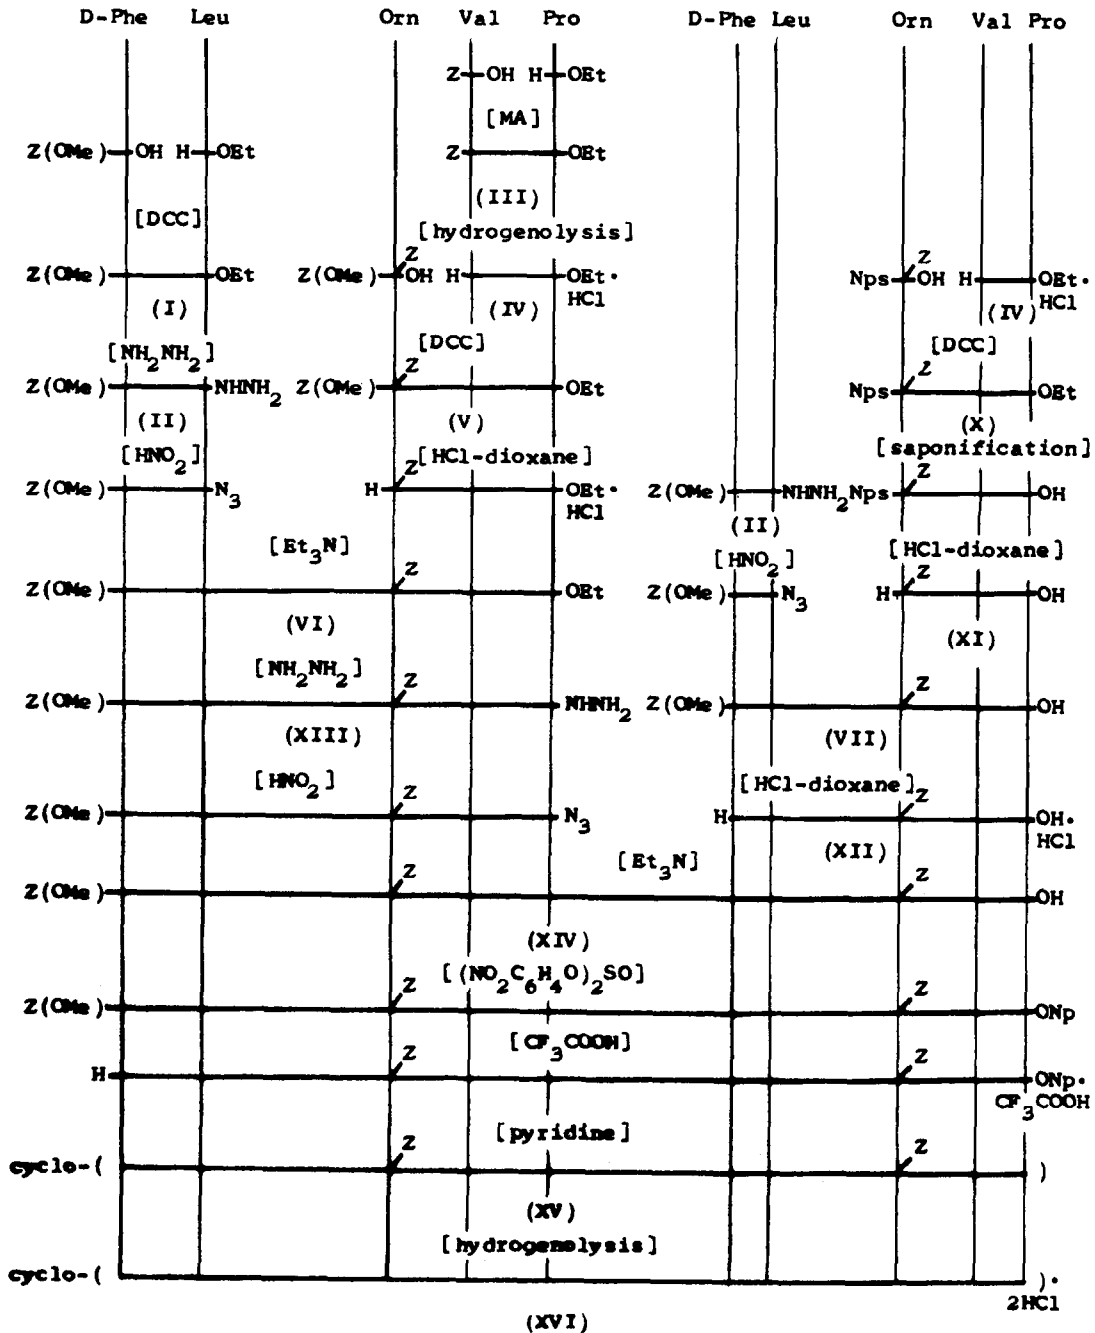 D-Phe Leu Orn Val Pro D-Phe Leu Orn Val Pro
Z OH H OEt
[MA]
Z(OMe) OH H OEt Z OEt
(III)
[DCC]
[hydrogenolysis]
Z(OMe) OEt Z(OMe) Z OH H OEt· HCl Nps Z OH H OEt· HCl
(I) (IV) (IV)
[NH2NH2] [DCC] [DCC]
Z(OMe) NHNH2 Z(OMe) Z OEt Nps Z OEt
(II) (V) (X)
[HNO2] [HCl-dioxane] [saponification]
Z(OMe) N3 H Z OEt· HCl Z(OMe) NHNH2 Nps Z OH
(II)
[Et3N] [HNO2] [HCl-dioxane]
Z(OMe) Z OEt Z(OMe) N3 H Z OH
(VI) (XI)
[NH2NH2]
Z(OMe) Z NHNH2 Z(OMe) Z OH
(XIII) (VII)
[HNO2] [HCl-dioxane]
Z(OMe) Z N3 H Z OH· HCl
(XII)
[Et3N]
Z(OMe) Z Z OH
(XIV)
[(NO2C6H4O)2SO]
Z(OMe) Z Z ONp
[CF3COOH]
H Z Z ONp·
CF3COOH
[pyridine]
cyclo-( Z Z )
(XV)
[hydrogenolysis]
cyclo-( )·
2HCl
(XVI)